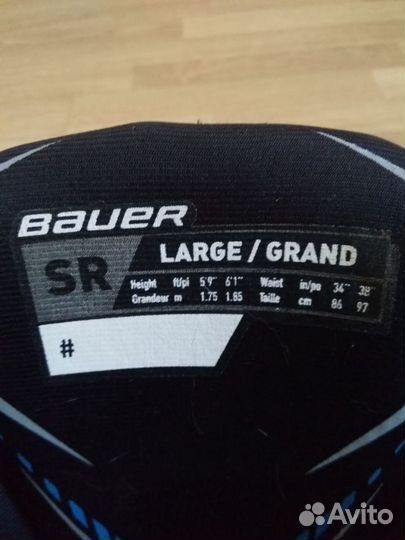 BAUER
SR
LARGE / GRAND
Height ft/pi 5'9" 6'1" Waist in/po 34" 38"
Grandeur m 1.75 1.85 Taille cm 86 97
#
Avito